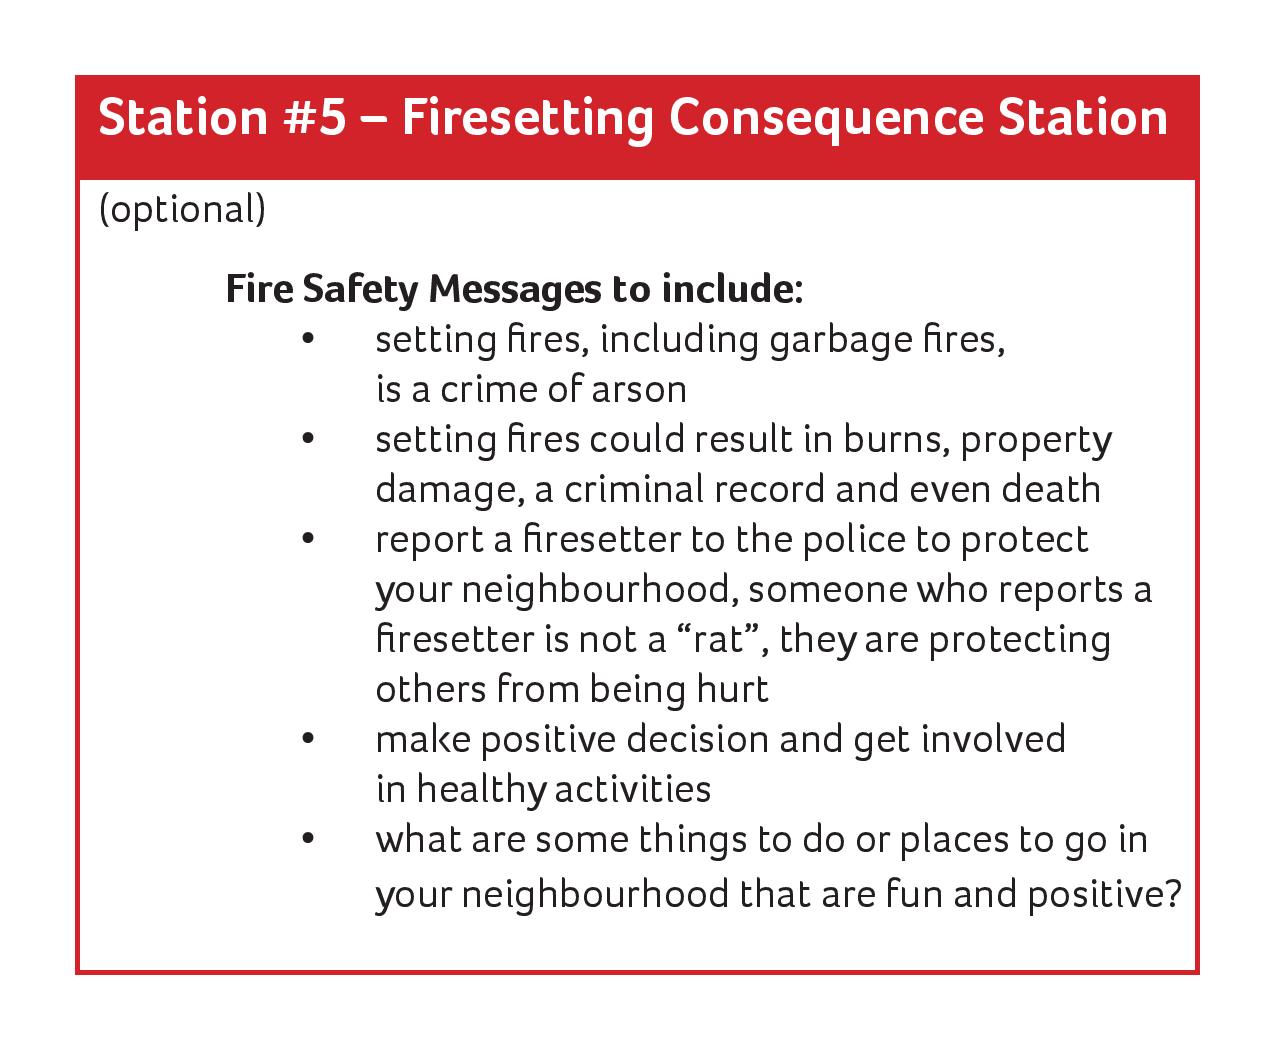 Station #5 – Firesetting Consequence Station
(optional)
Fire Safety Messages to include:
• setting fires, including garbage fires,
is a crime of arson
• setting fires could result in burns, property
damage, a criminal record and even death
• report a firesetter to the police to protect
your neighbourhood, someone who reports a
firesetter is not a “rat”, they are protecting
others from being hurt
• make positive decision and get involved
in healthy activities
• what are some things to do or places to go in
your neighbourhood that are fun and positive?